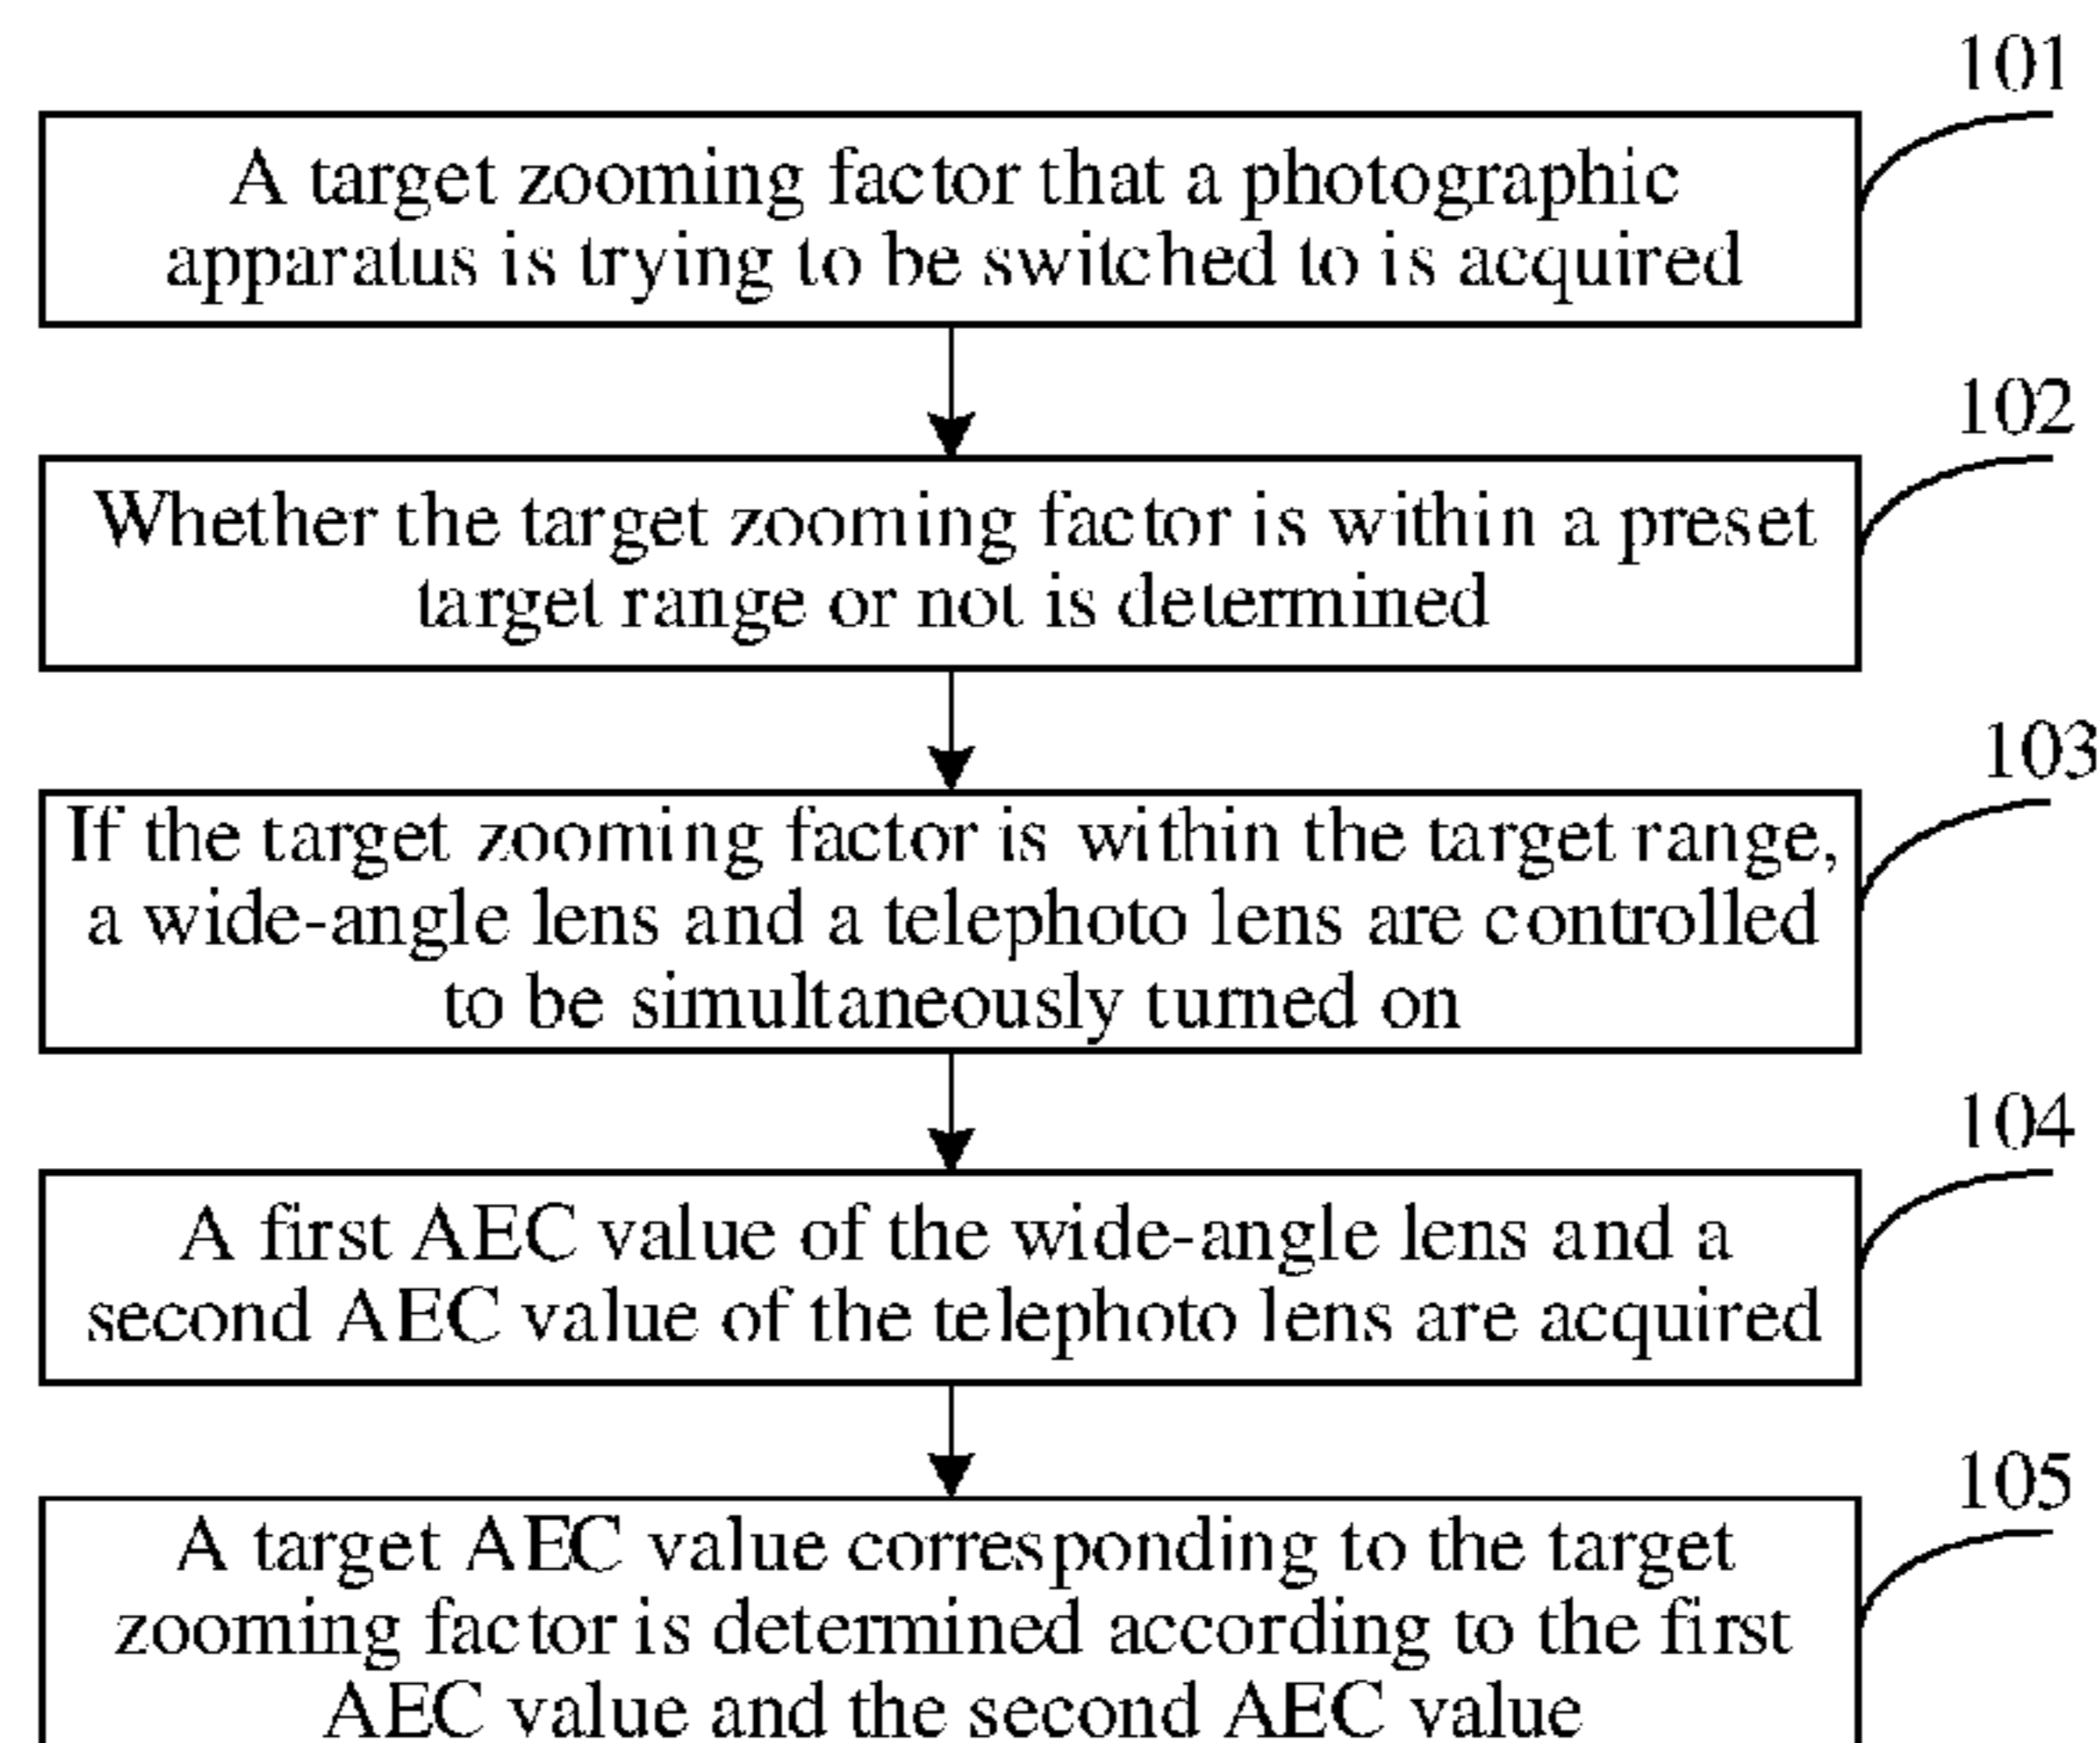 101
A target zooming factor that a photographic
apparatus is trying to be switched to is acquired
102
Whether the target zooming factor is within a preset
target range or not is determined
103
If the target zooming factor is within the target range,
a wide-angle lens and a telephoto lens are controlled
to be simultaneously turned on
104
A first AEC value of the wide-angle lens and a
second AEC value of the telephoto lens are acquired
105
A target AEC value corresponding to the target
zooming factor is determined according to the first
AEC value and the second AEC value